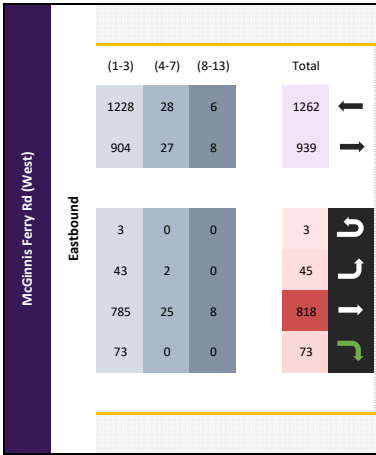 McGinnis Ferry Rd (West)
Eastbound
(1-3) (4-7) (8-13) Total
1228 28 6 1262
904 27 8 939
3 0 0 3
43 2 0 45
785 25 8 818
73 0 0 73